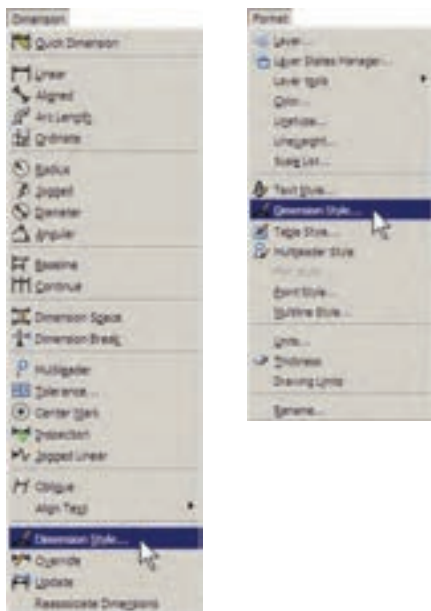 Dimension
Quick Dimension
Linear
Aligned
Arc Length
Ordinate
Radius
Jogged
Diameter
Angular
Baseline
Continue
Dimension Space
Dimension Break
Multileader
Tolerance...
Center Mark
Inspection
Jogged Linear
Oblique
Align Text
Dimension Style...
Override
Update
Reassociate Dimensions
Format
Layer...
Layer States Manager...
Layer tools
Color...
Linetype...
Lineweight...
Scale List...
Text Style...
Dimension Style...
Table Style...
Multileader Style
Plot Style...
Point Style...
Multiline Style...
Units...
Thickness
Drawing Limits
Rename...